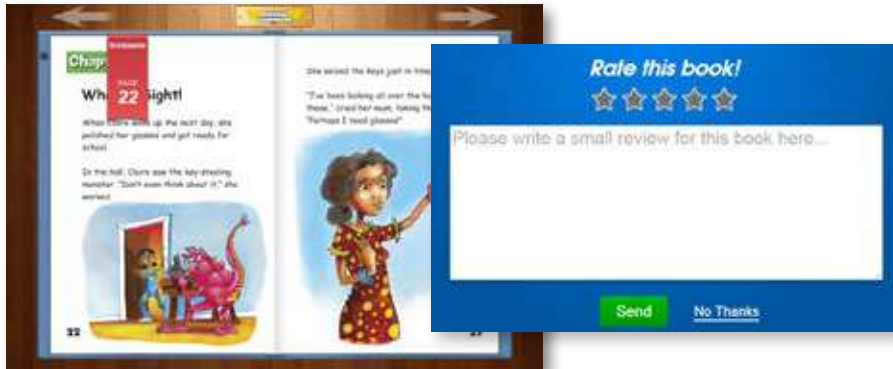 Bookmark
Chap
PAGE
22
Wh Sight!
When Claire woke up the next day, she
polished her glasses and got ready for
school.
In the hall, Claire saw the key-stealing
monster. "Don't even think about it," she
warned.
22
She seized the keys just in time.
"I've been looking all over the
these," cried her mum, taking
"Perhaps I need glasses!"
Rate this book!
Please write a small review for this book here...
Send
No Thanks